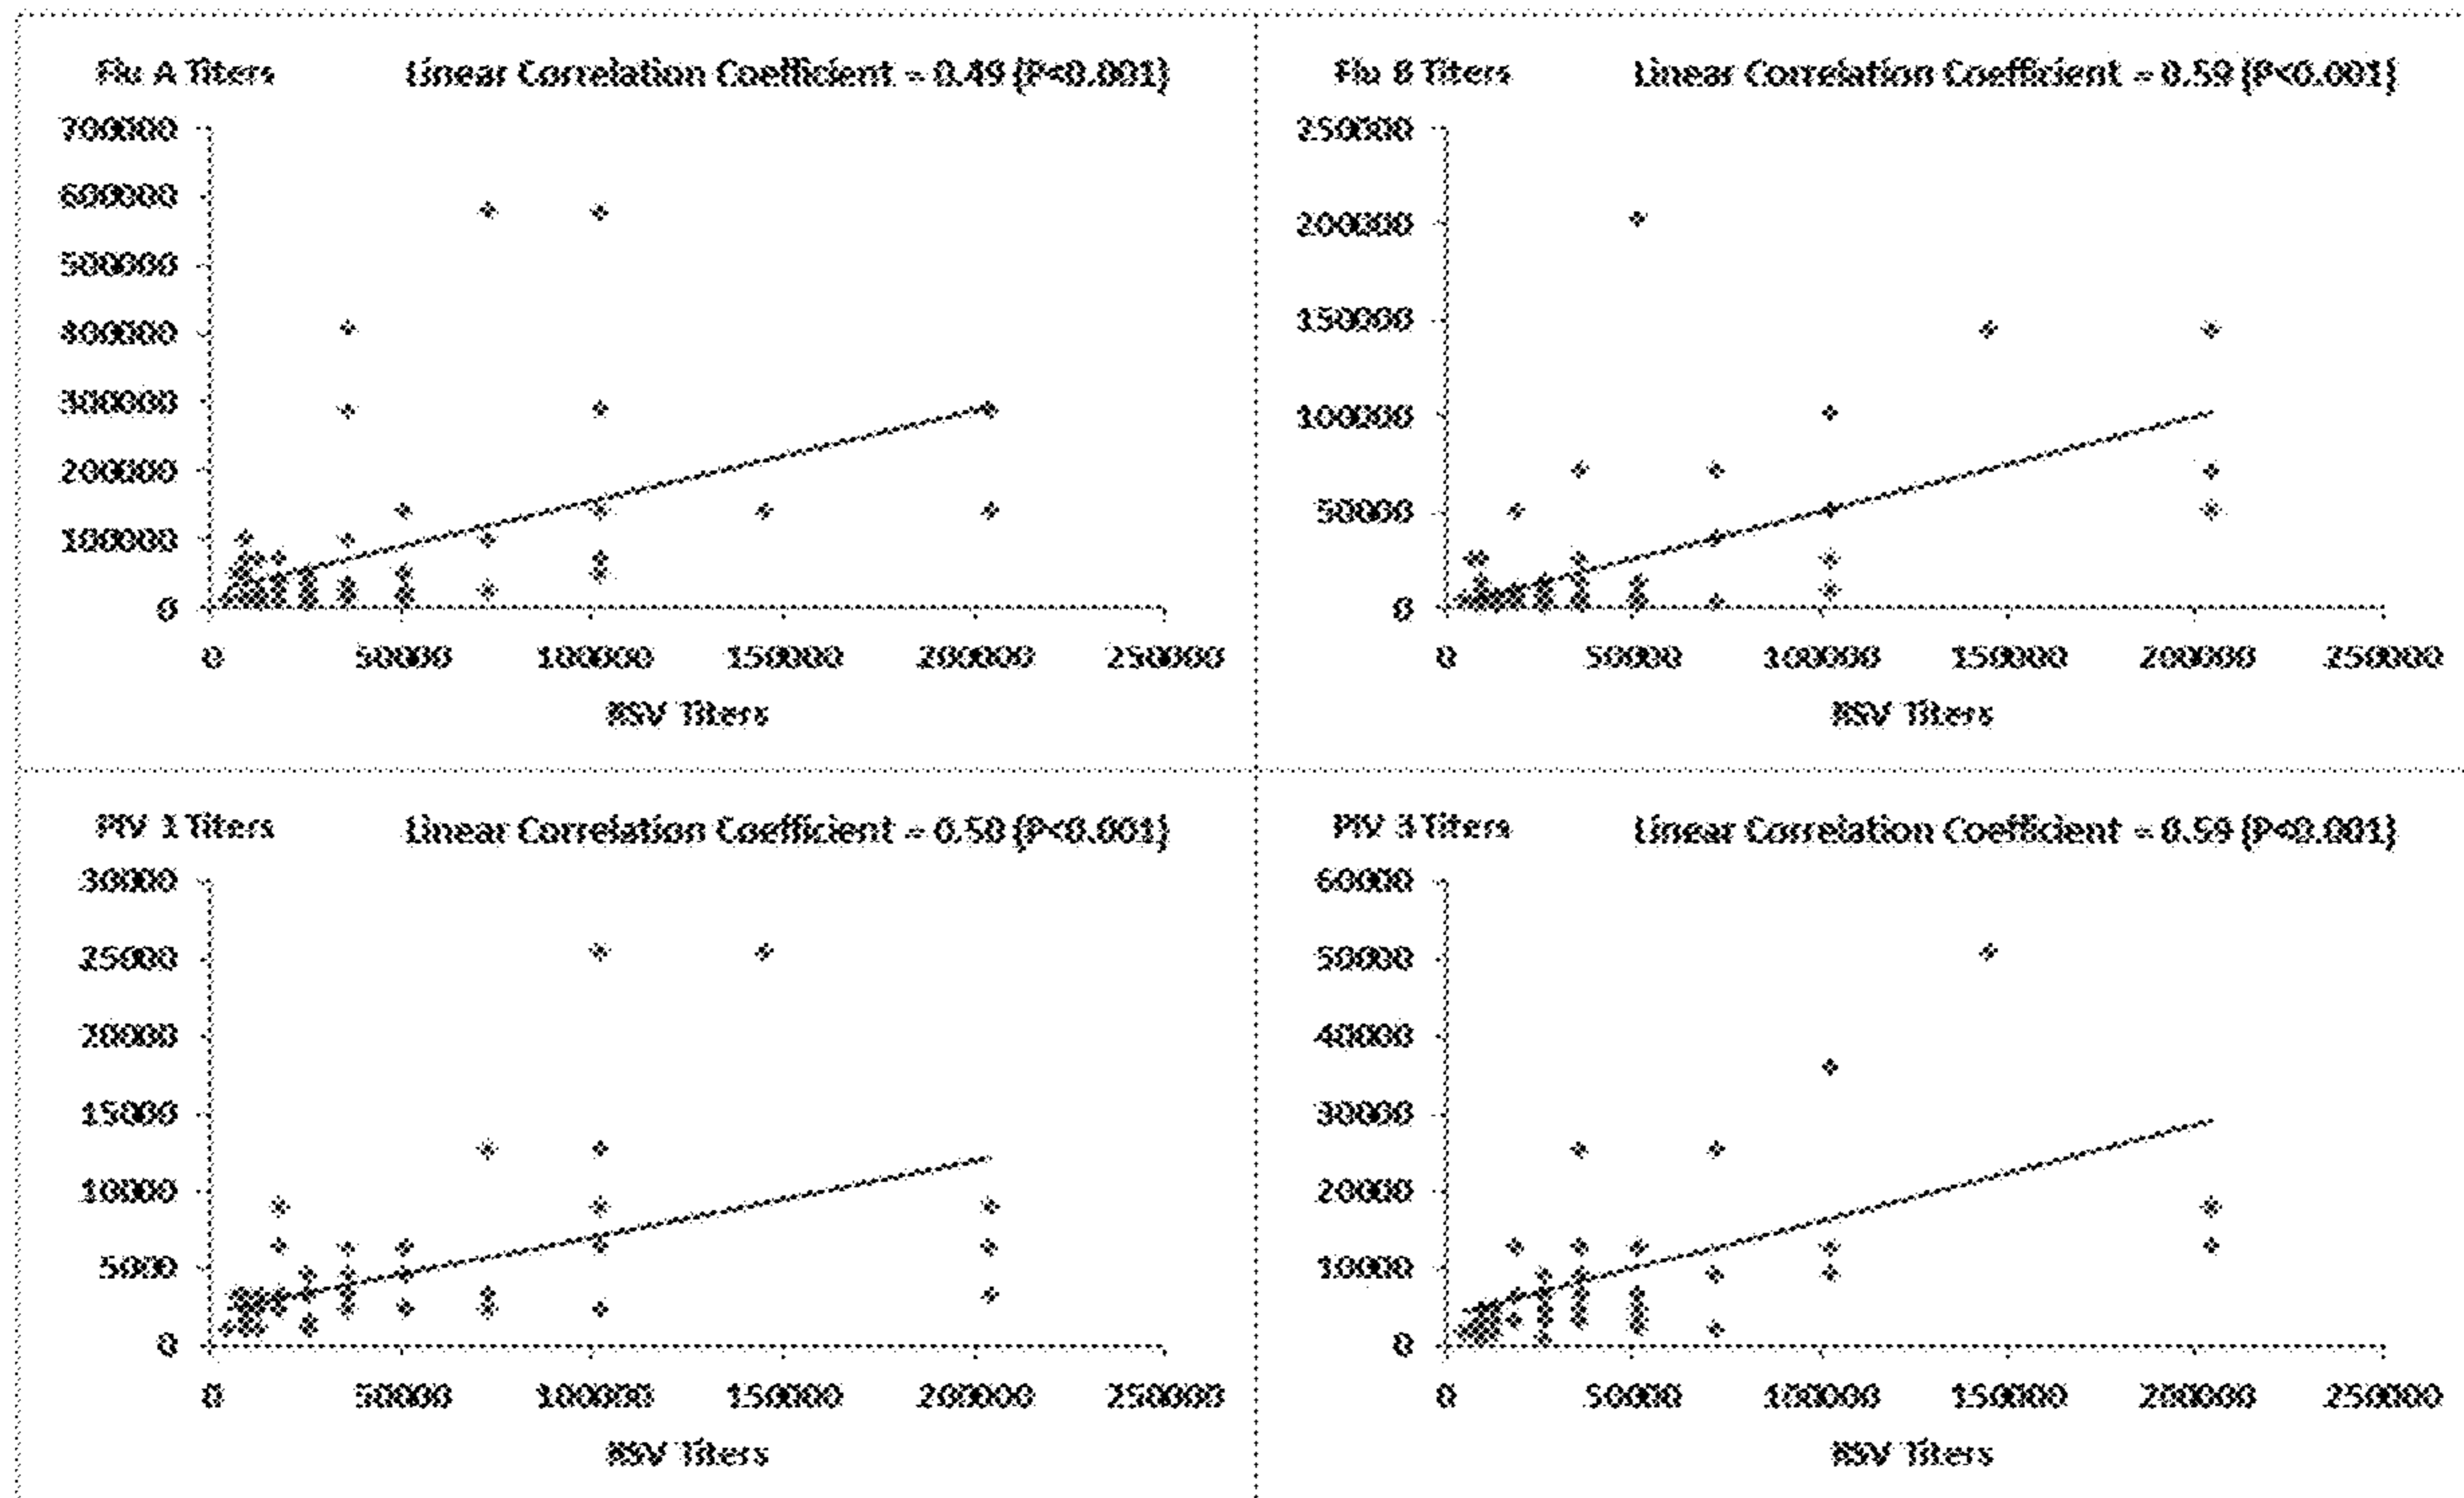 Flu A Titers Linear Correlation Coefficient = 0.49 (P<0.001)
700000
600000
500000
400000
300000
200000
100000
0
0 50000 100000 150000 200000 250000
RSV Titers
Flu B Titers Linear Correlation Coefficient = 0.59 (P<0.001)
250000
200000
150000
100000
50000
0
0 50000 100000 150000 200000 250000
RSV Titers
PIV 1 Titers Linear Correlation Coefficient = 0.50 (P<0.001)
30000
25000
20000
15000
10000
5000
0
0 50000 100000 150000 200000 250000
RSV Titers
PIV 3 Titers Linear Correlation Coefficient = 0.59 (P<0.001)
60000
50000
40000
30000
20000
10000
0
0 50000 100000 150000 200000 250000
RSV Titers